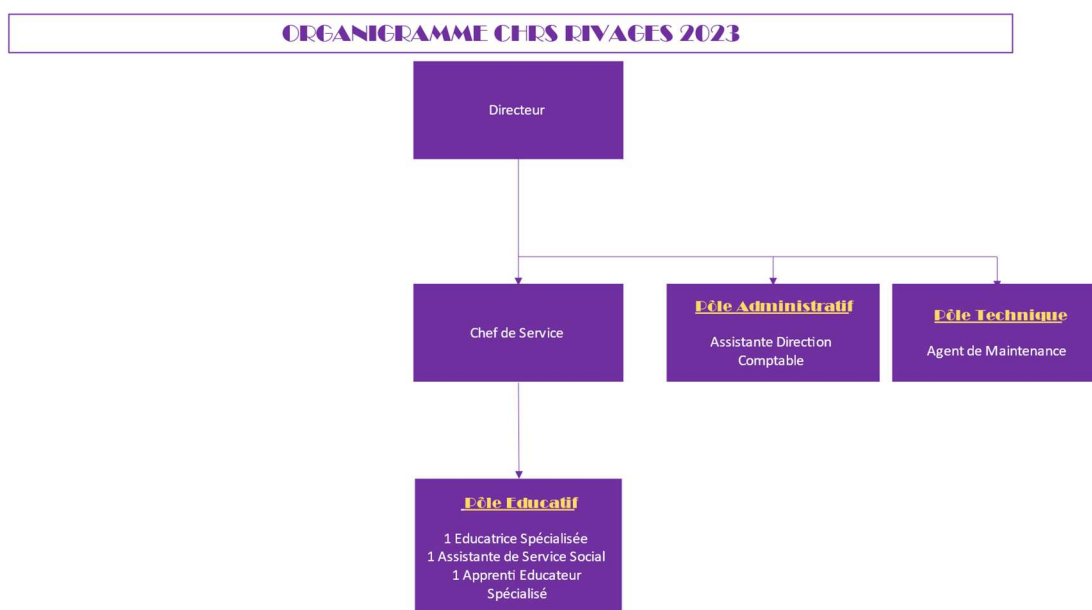 ORGANIGRAMME CHRS RIVAGES 2023
Directeur
Chef de Service
Pôle Administratif
Assistante Direction
Comptable
Pôle Technique
Agent de Maintenance
Pôle Educatif
1 Educatrice Spécialisée
1 Assistante de Service Social
1 Apprenti Educateur
Spécialisé